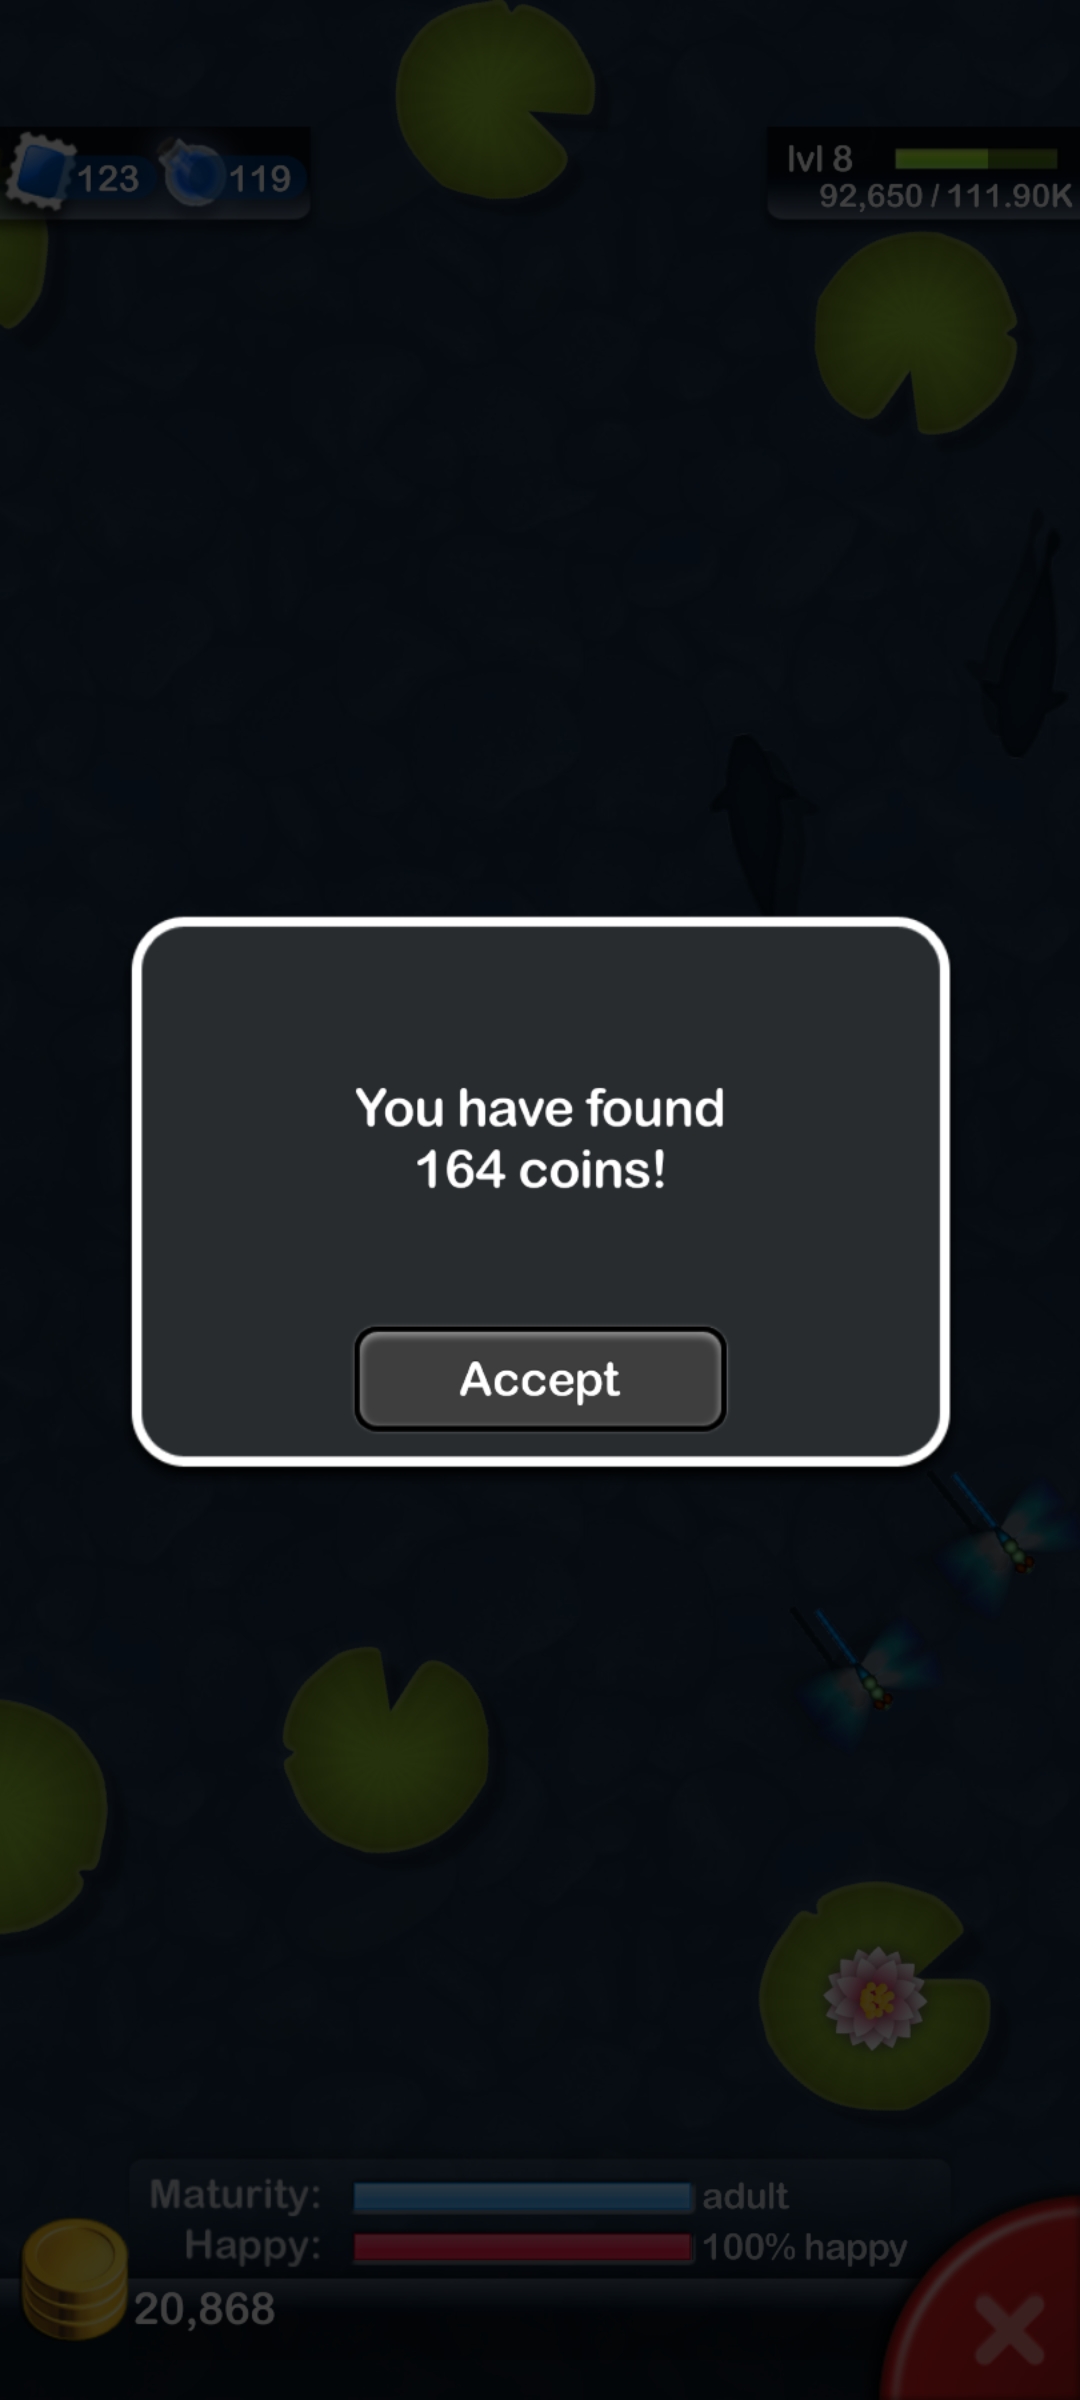 123
119
lvl 8
92,650 / 111.90K
You have found
164 coins!
Accept
Maturity: adult
Happy: 100% happy
20,868